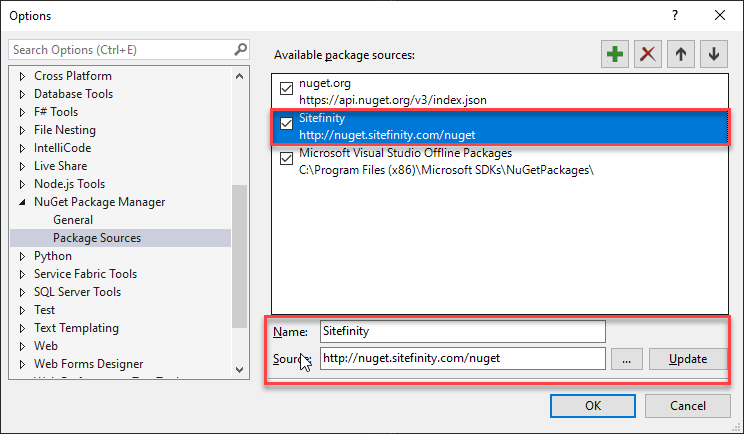 Options
Search Options (Ctrl+E)
Cross Platform
Database Tools
F# Tools
File Nesting
IntelliCode
Live Share
Node.js Tools
NuGet Package Manager
General
Package Sources
Python
Service Fabric Tools
SQL Server Tools
Test
Text Templating
Web
Web Forms Designer
Available package sources:
nuget.org
https://api.nuget.org/v3/index.json
Sitefinity
http://nuget.sitefinity.com/nuget
Microsoft Visual Studio Offline Packages
C:\Program Files (x86)\Microsoft SDKs\NuGetPackages\
Name: Sitefinity
Source: http://nuget.sitefinity.com/nuget ... Update
OK Cancel